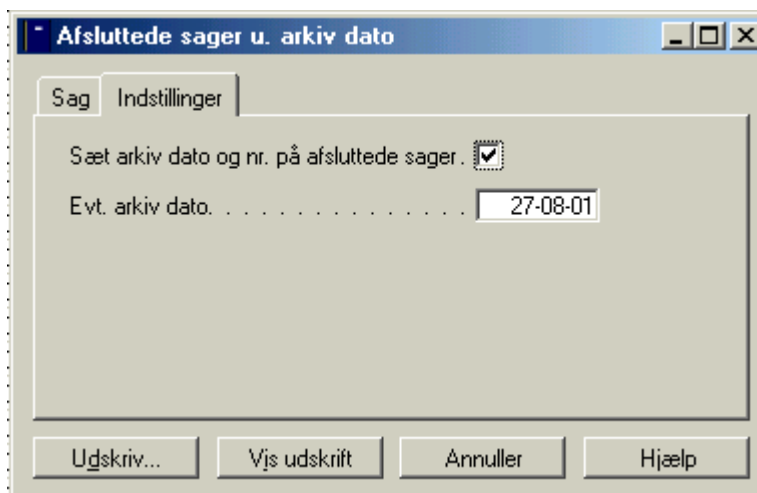 Afsluttede sager u. arkiv dato
Sag Indstillinger
Sæt arkiv dato og nr. på afsluttede sager.
Evt. arkiv dato. . . . . . . . . . . . . . . 27-08-01
Udskriv... Vis udskrift Annuller Hjælp